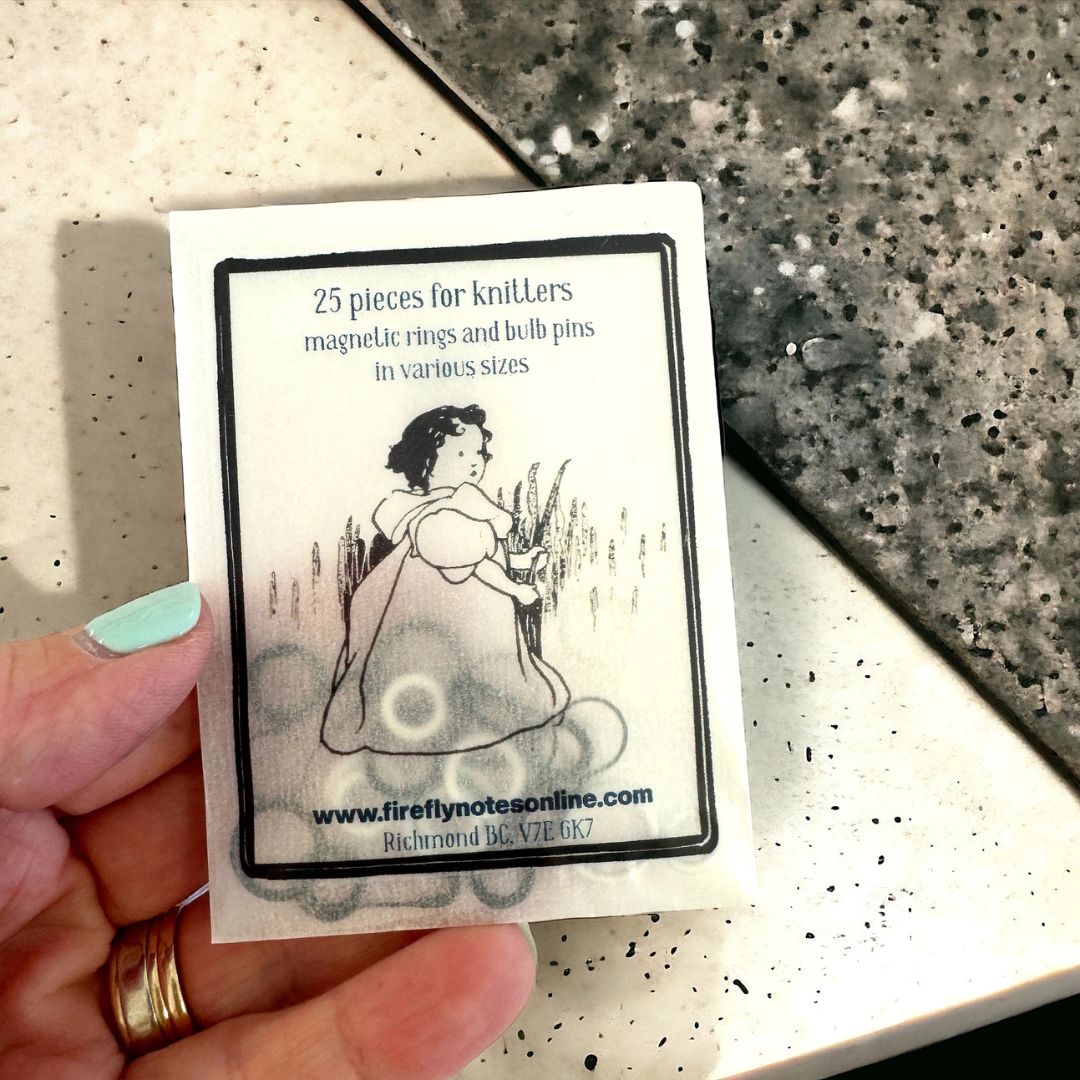 25 pieces for knitters
magnetic rings and bulb pins
in various sizes
www.fireflynotesonline.com
Richmond BC, V7E 6K7